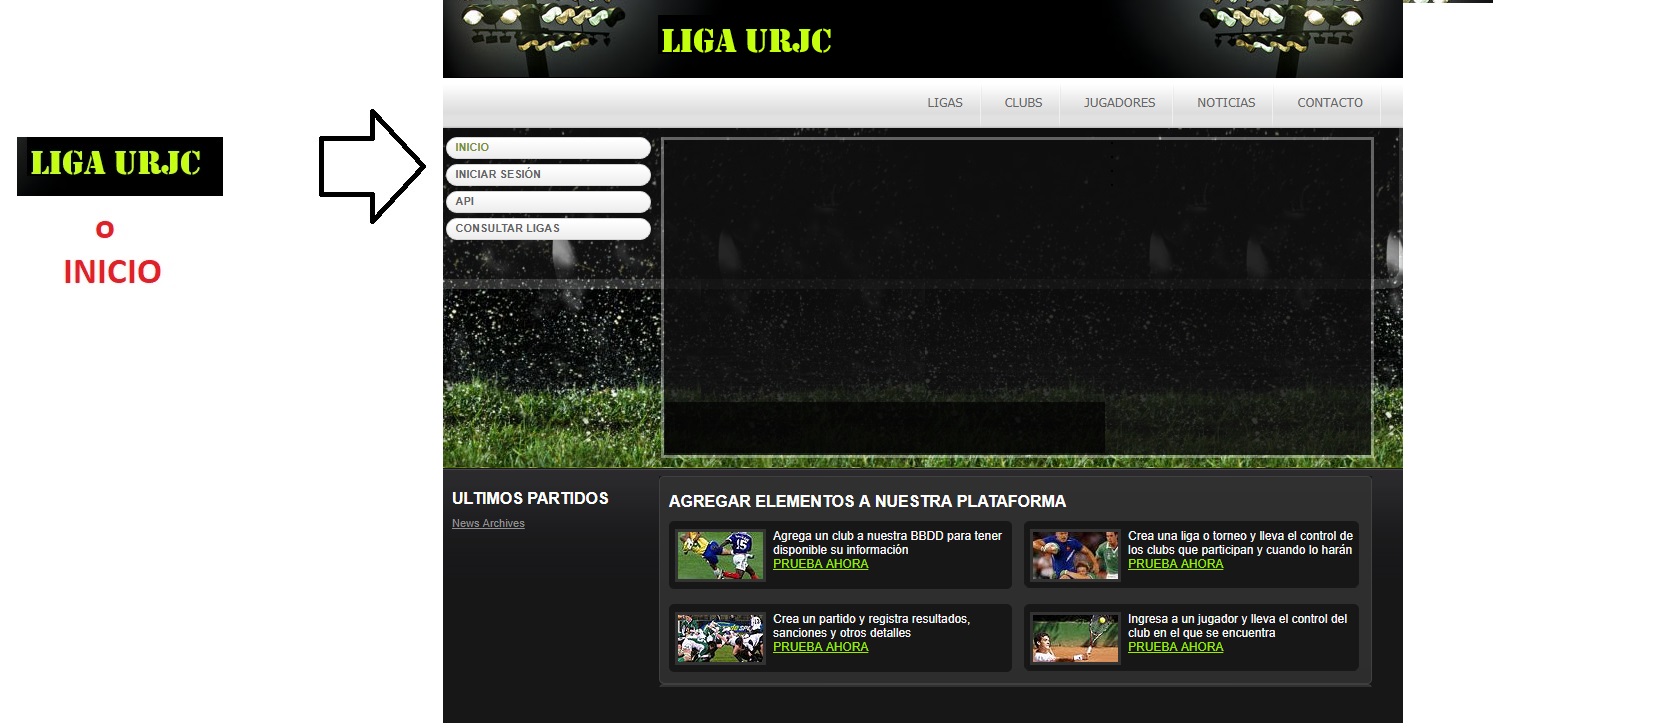 LIGA URJC
o
INICIO
LIGA URJC
LIGAS CLUBS JUGADORES NOTICIAS CONTACTO
INICIO
INICIAR SESIÓN
API
CONSULTAR LIGAS
ULTIMOS PARTIDOS
News Archives
AGREGAR ELEMENTOS A NUESTRA PLATAFORMA
Agrega un club a nuestra BBDD para tener
disponible su información
PRUEBA AHORA
Crea una liga o torneo y lleva el control de
los clubs que participan y cuando lo harán
PRUEBA AHORA
Crea un partido y registra resultados,
sanciones y otros detalles
PRUEBA AHORA
Ingresa a un jugador y lleva el control del
club en el que se encuentra
PRUEBA AHORA